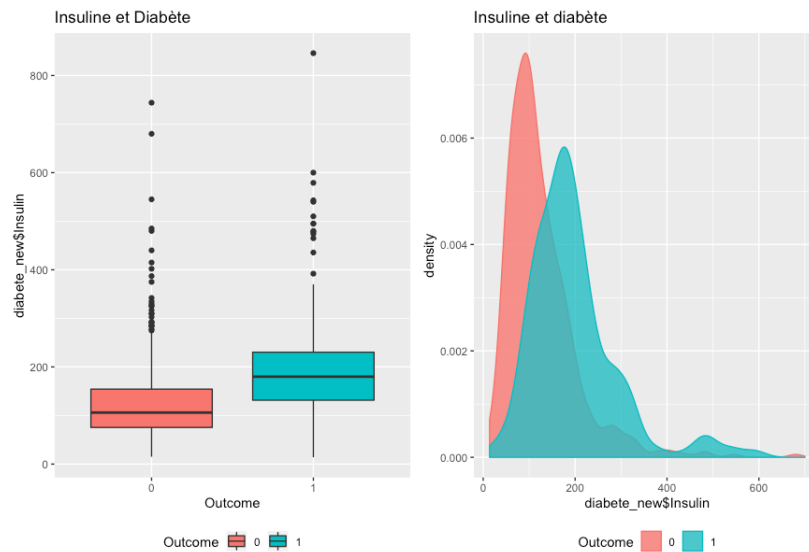 Insuline et Diabète
diabete_new$Insulin
800
600
400
200
0
0
1
Outcome
Outcome 0 1
Insuline et diabète
density
0.006
0.004
0.002
0.000
0
200
400
600
diabete_new$Insulin
Outcome 0 1